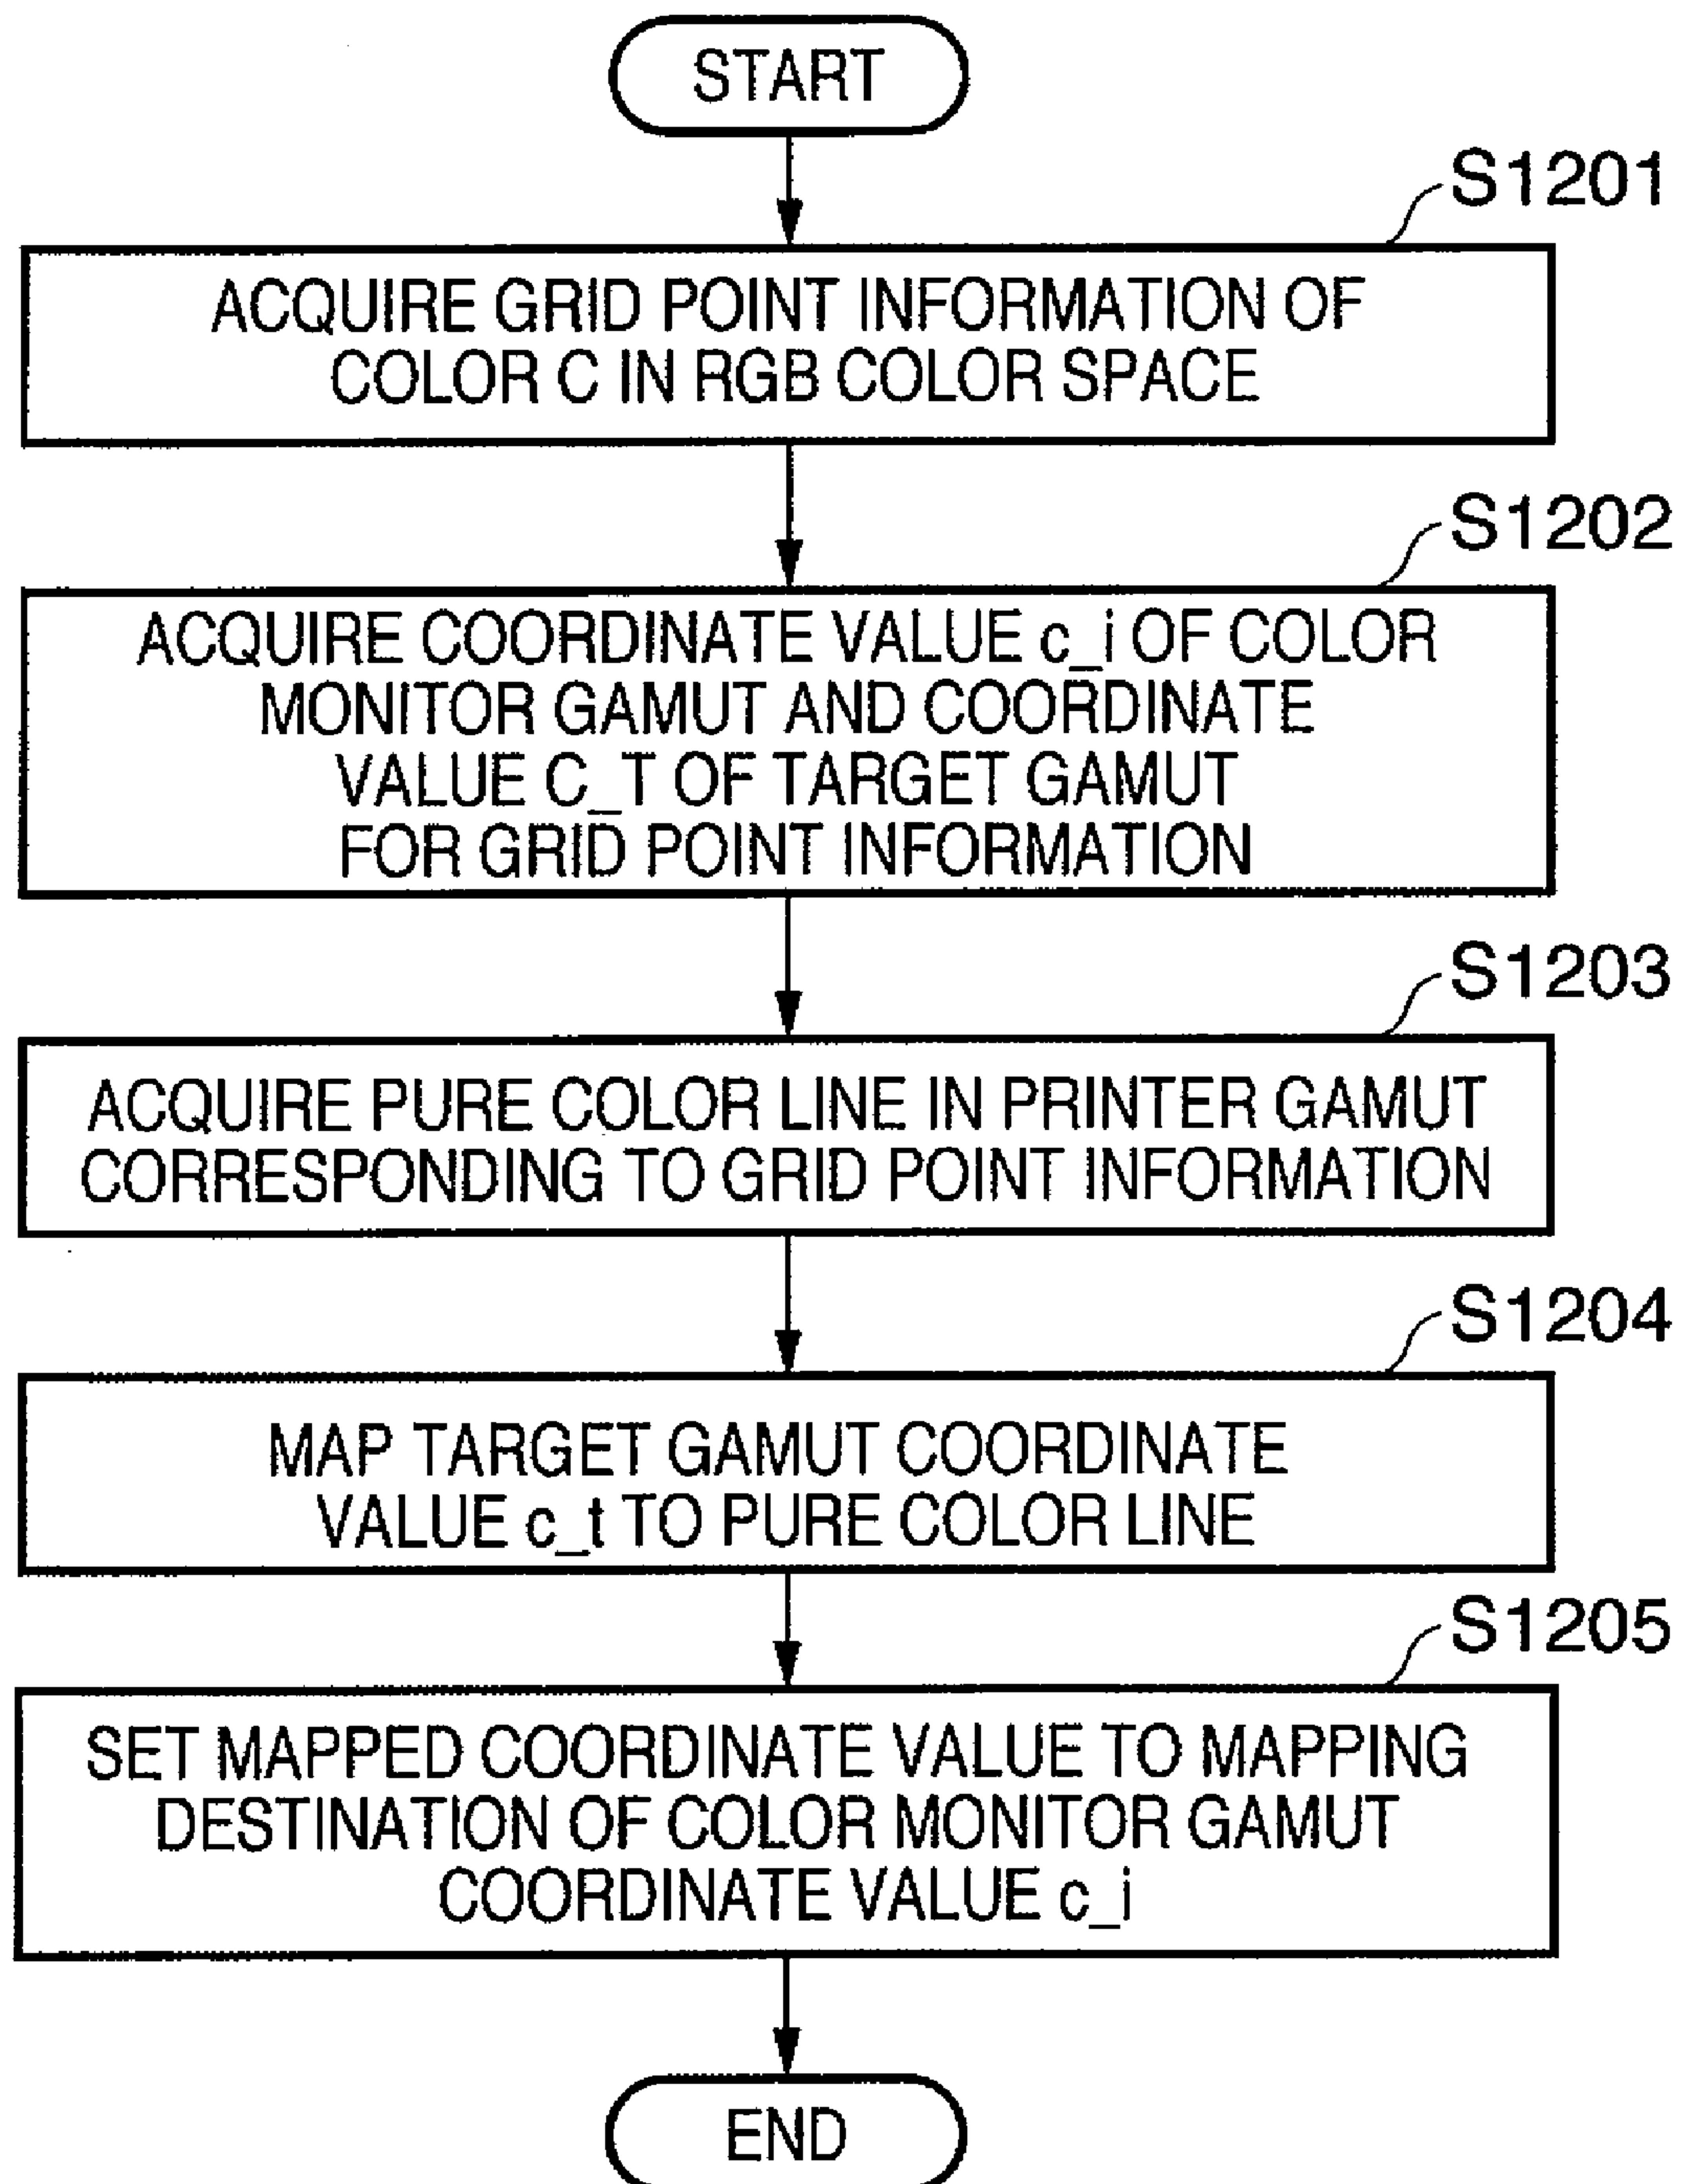 START
S1201
ACQUIRE GRID POINT INFORMATION OF
COLOR C IN RGB COLOR SPACE
S1202
ACQUIRE COORDINATE VALUE c_i OF COLOR
MONITOR GAMUT AND COORDINATE
VALUE C_T OF TARGET GAMUT
FOR GRID POINT INFORMATION
S1203
ACQUIRE PURE COLOR LINE IN PRINTER GAMUT
CORRESPONDING TO GRID POINT INFORMATION
S1204
MAP TARGET GAMUT COORDINATE
VALUE c_t TO PURE COLOR LINE
S1205
SET MAPPED COORDINATE VALUE TO MAPPING
DESTINATION OF COLOR MONITOR GAMUT
COORDINATE VALUE c_i
END